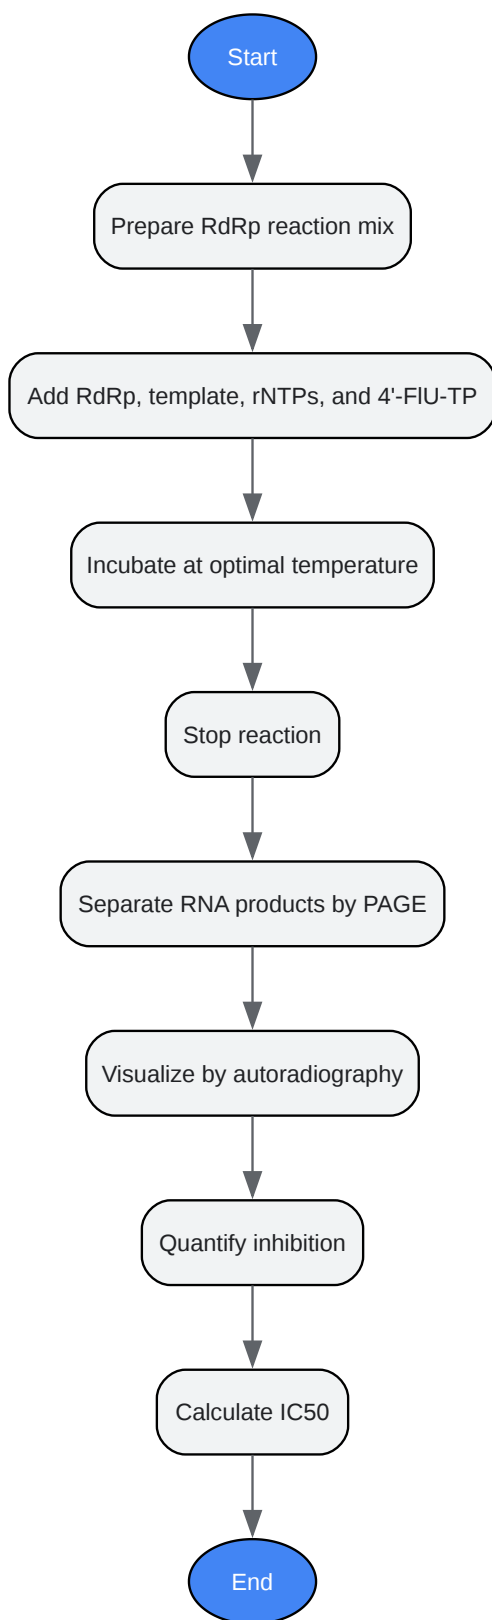 Start
Prepare RdRp reaction mix
Add RdRp, template, rNTPs, and 4'-FlU-TP
Incubate at optimal temperature
Stop reaction
Separate RNA products by PAGE
Visualize by autoradiography
Quantify inhibition
Calculate IC50
End